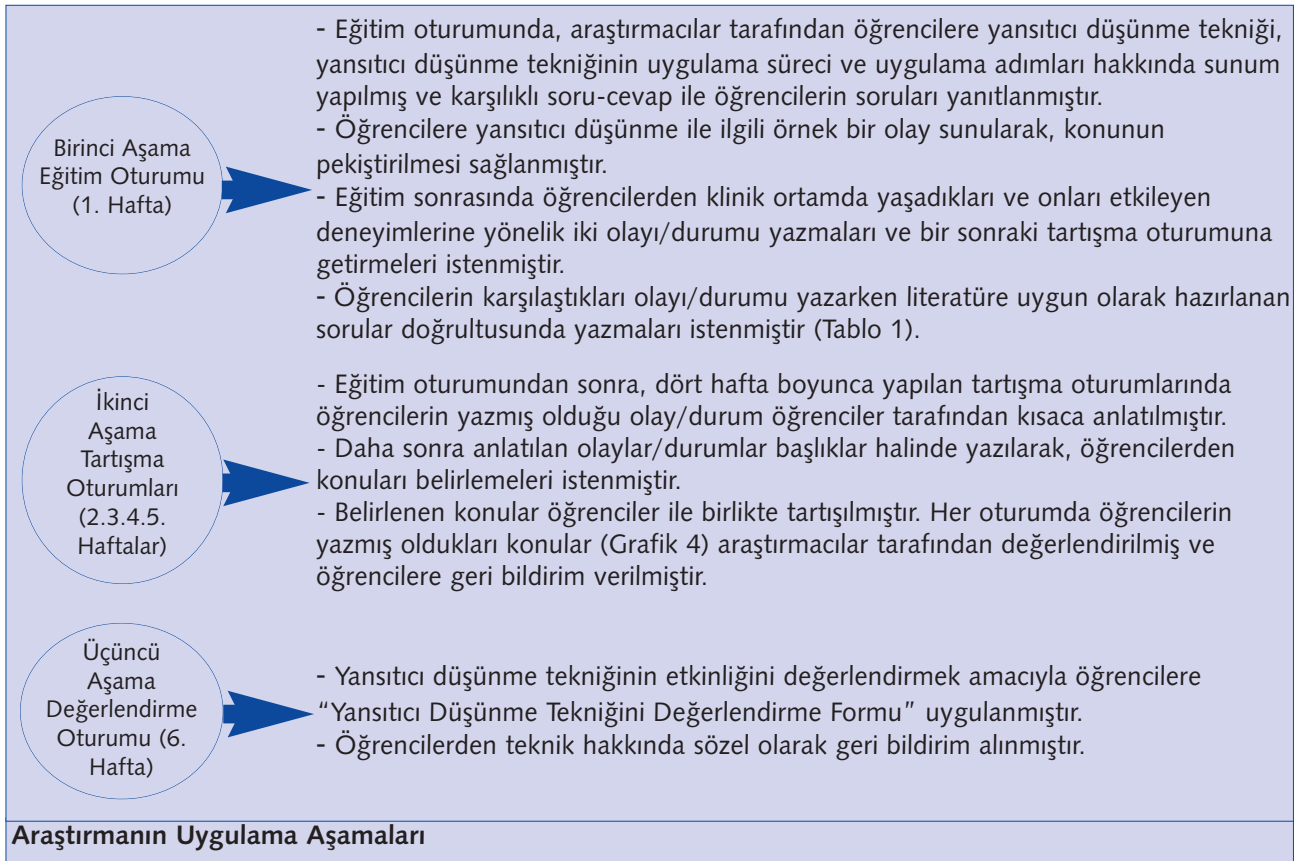 Birinci Aşama
Eğitim Oturumu
(1. Hafta)
- Eğitim oturumunda, araştırmacılar tarafından öğrencilere yansıtıcı düşünme tekniği,
yansıtıcı düşünme tekniğinin uygulama süreci ve uygulama adımları hakkında sunum
yapılmış ve karşılıklı soru-cevap ile öğrencilerin soruları yanıtlanmıştır.
- Öğrencilere yansıtıcı düşünme ile ilgili örnek bir olay sunularak, konunun
pekiştirilmesi sağlanmıştır.
- Eğitim sonrasında öğrencilerden klinik ortamda yaşadıkları ve onları etkileyen
deneyimlerine yönelik iki olayı/durumu yazmaları ve bir sonraki tartışma oturumuna
getirmeleri istenmiştir.
- Öğrencilerin karşılaştıkları olayı/durumu yazarken literatüre uygun olarak hazırlanan
sorular doğrultusunda yazmaları istenmiştir (Tablo 1).
İkinci
Aşama
Tartışma
Oturumları
(2.3.4.5.
Haftalar)
- Eğitim oturumundan sonra, dört hafta boyunca yapılan tartışma oturumlarında
öğrencilerin yazmış olduğu olay/durum öğrenciler tarafından kısaca anlatılmıştır.
- Daha sonra anlatılan olaylar/durumlar başlıklar halinde yazılarak, öğrencilerden
konuları belirlemeleri istenmiştir.
- Belirlenen konular öğrenciler ile birlikte tartışılmıştır. Her oturumda öğrencilerin
yazmış oldukları konular (Grafik 4) araştırmacılar tarafından değerlendirilmiş ve
öğrencilere geri bildirim verilmiştir.
Üçüncü
Aşama
Değerlendirme
Oturumu (6.
Hafta)
- Yansıtıcı düşünme tekniğinin etkinliğini değerlendirmek amacıyla öğrencilere
“Yansıtıcı Düşünme Tekniğini Değerlendirme Formu” uygulanmıştır.
- Öğrencilerden teknik hakkında sözel olarak geri bildirim alınmıştır.
Araştırmanın Uygulama Aşamaları